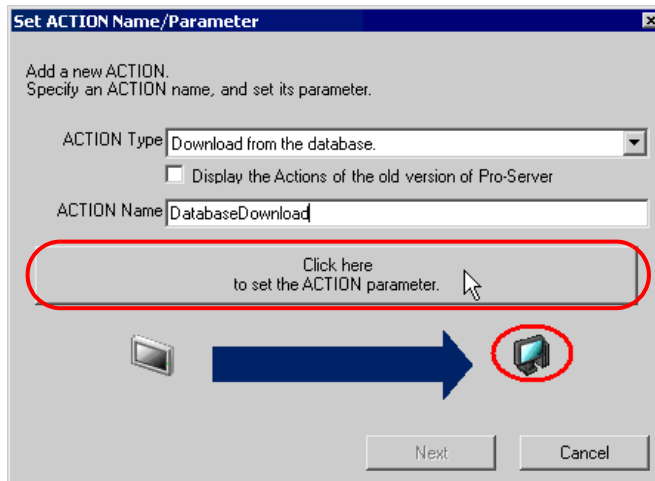 Set ACTION Name/Parameter
Add a new ACTION.
Specify an ACTION name, and set its parameter.
ACTION Type Download from the database.
Display the Actions of the old version of Pro-Server
ACTION Name DatabaseDownload
Click here
to set the ACTION parameter.
Next Cancel